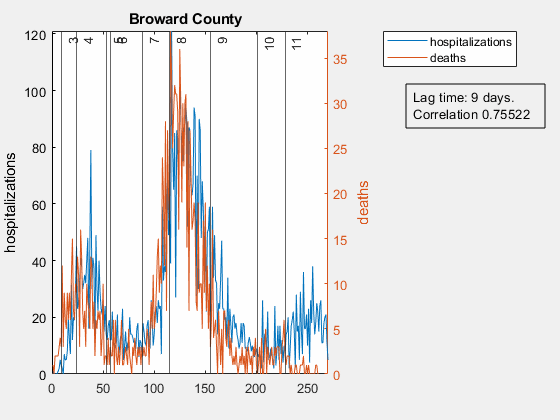 Broward County
hospitalizations
deaths
Lag time: 9 days.
Correlation 0.75522
hospitalizations
deaths
120
100
80
60
40
20
0
35
30
25
20
15
10
5
0
0 50 100 150 200 250
3 4 5 6 7 8 9 10 11